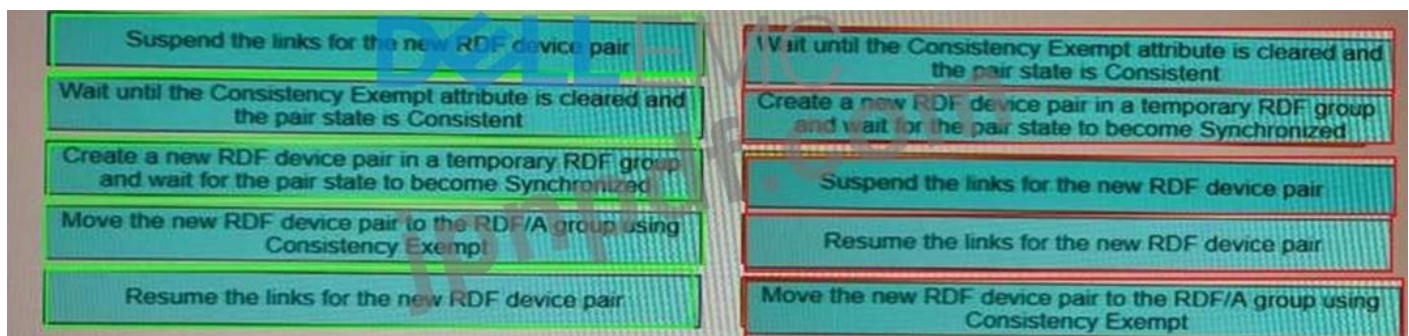 Suspend the links for the new RDF device pair
Wait until the Consistency Exempt attribute is cleared and
the pair state is Consistent
Create a new RDF device pair in a temporary RDF group
and wait for the pair state to become Synchronized
Move the new RDF device pair to the RDF/A group using
Consistency Exempt
Resume the links for the new RDF device pair
Wait until the Consistency Exempt attribute is cleared and
the pair state is Consistent
Create a new RDF device pair in a temporary RDF group
and wait for the pair state to become Synchronized
Suspend the links for the new RDF device pair
Resume the links for the new RDF device pair
Move the new RDF device pair to the RDF/A group using
Consistency Exempt
DELL EMC
jpnpdf.com